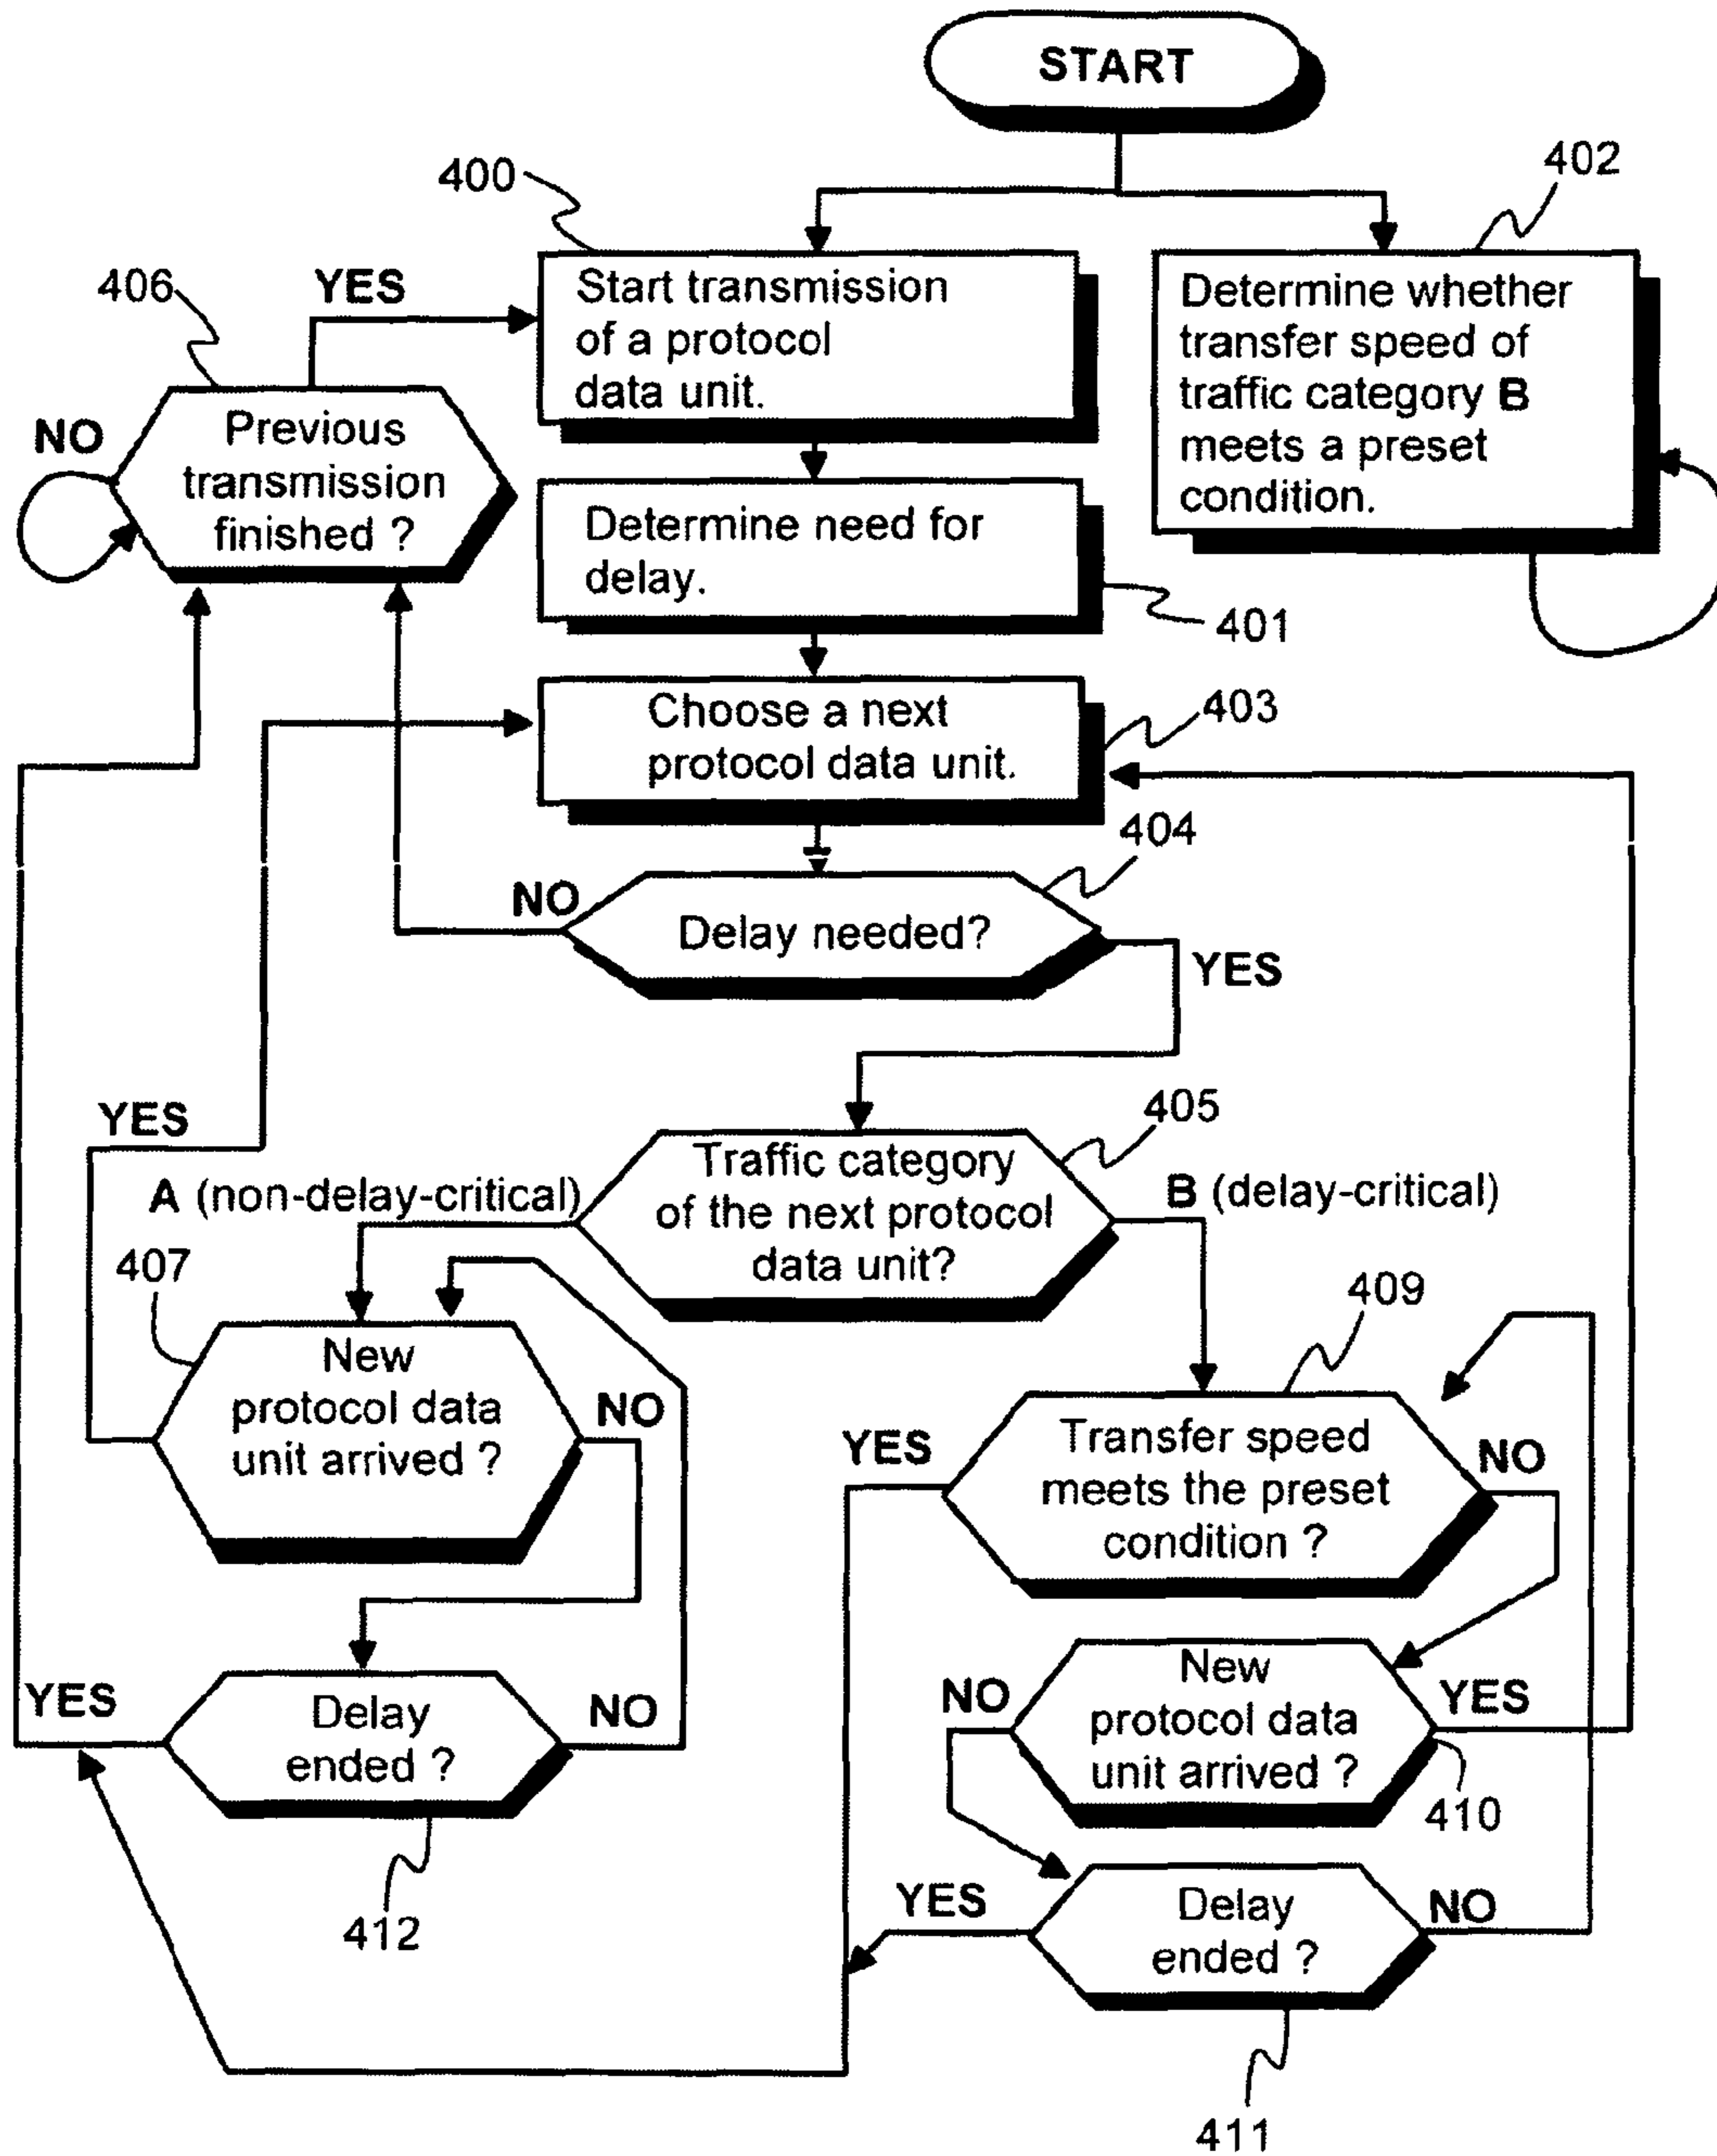 START
400
402
406
YES
Start transmission
of a protocol
data unit.
Determine whether
transfer speed of
traffic category B
meets a preset
condition.
NO
Previous
transmission
finished ?
Determine need for
delay.
401
Choose a next
protocol data unit.
403
404
NO
Delay needed?
YES
YES
405
Traffic category
of the next protocol
data unit?
A (non-delay-critical)
B (delay-critical)
407
409
New
protocol data
unit arrived ?
NO
YES
Transfer speed
meets the preset
condition ?
NO
YES
Delay
ended ?
NO
NO
New
protocol data
unit arrived ?
YES
410
412
YES
Delay
ended ?
NO
411